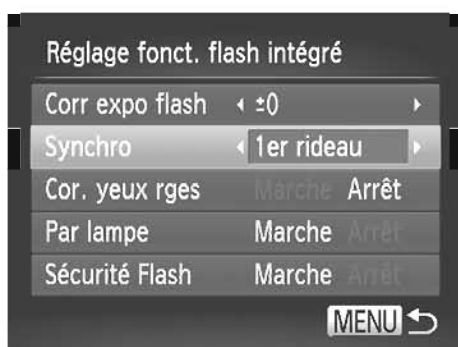 Réglage fonct. flash intégré
Corr expo flash ±0
Synchro 1er rideau
Cor. yeux rges Marche Arrêt
Par lampe Marche Arrêt
Sécurité Flash Marche Arrêt
MENU